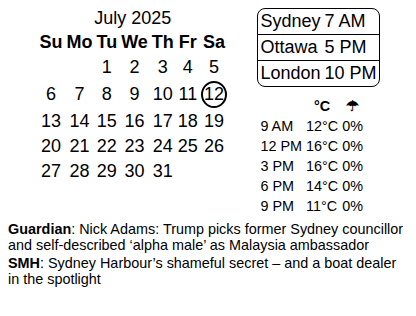 July 2025
Su Mo Tu We Th Fr Sa
1 2 3 4 5
6 7 8 9 10 11 12
13 14 15 16 17 18 19
20 21 22 23 24 25 26
27 28 29 30 31
Sydney 7 AM
Ottawa 5 PM
London 10 PM
°C ☂
9 AM 12°C 0%
12 PM 16°C 0%
3 PM 16°C 0%
6 PM 14°C 0%
9 PM 11°C 0%
Guardian: Nick Adams: Trump picks former Sydney councillor
and self-described ‘alpha male’ as Malaysia ambassador
SMH: Sydney Harbour’s shameful secret – and a boat dealer
in the spotlight